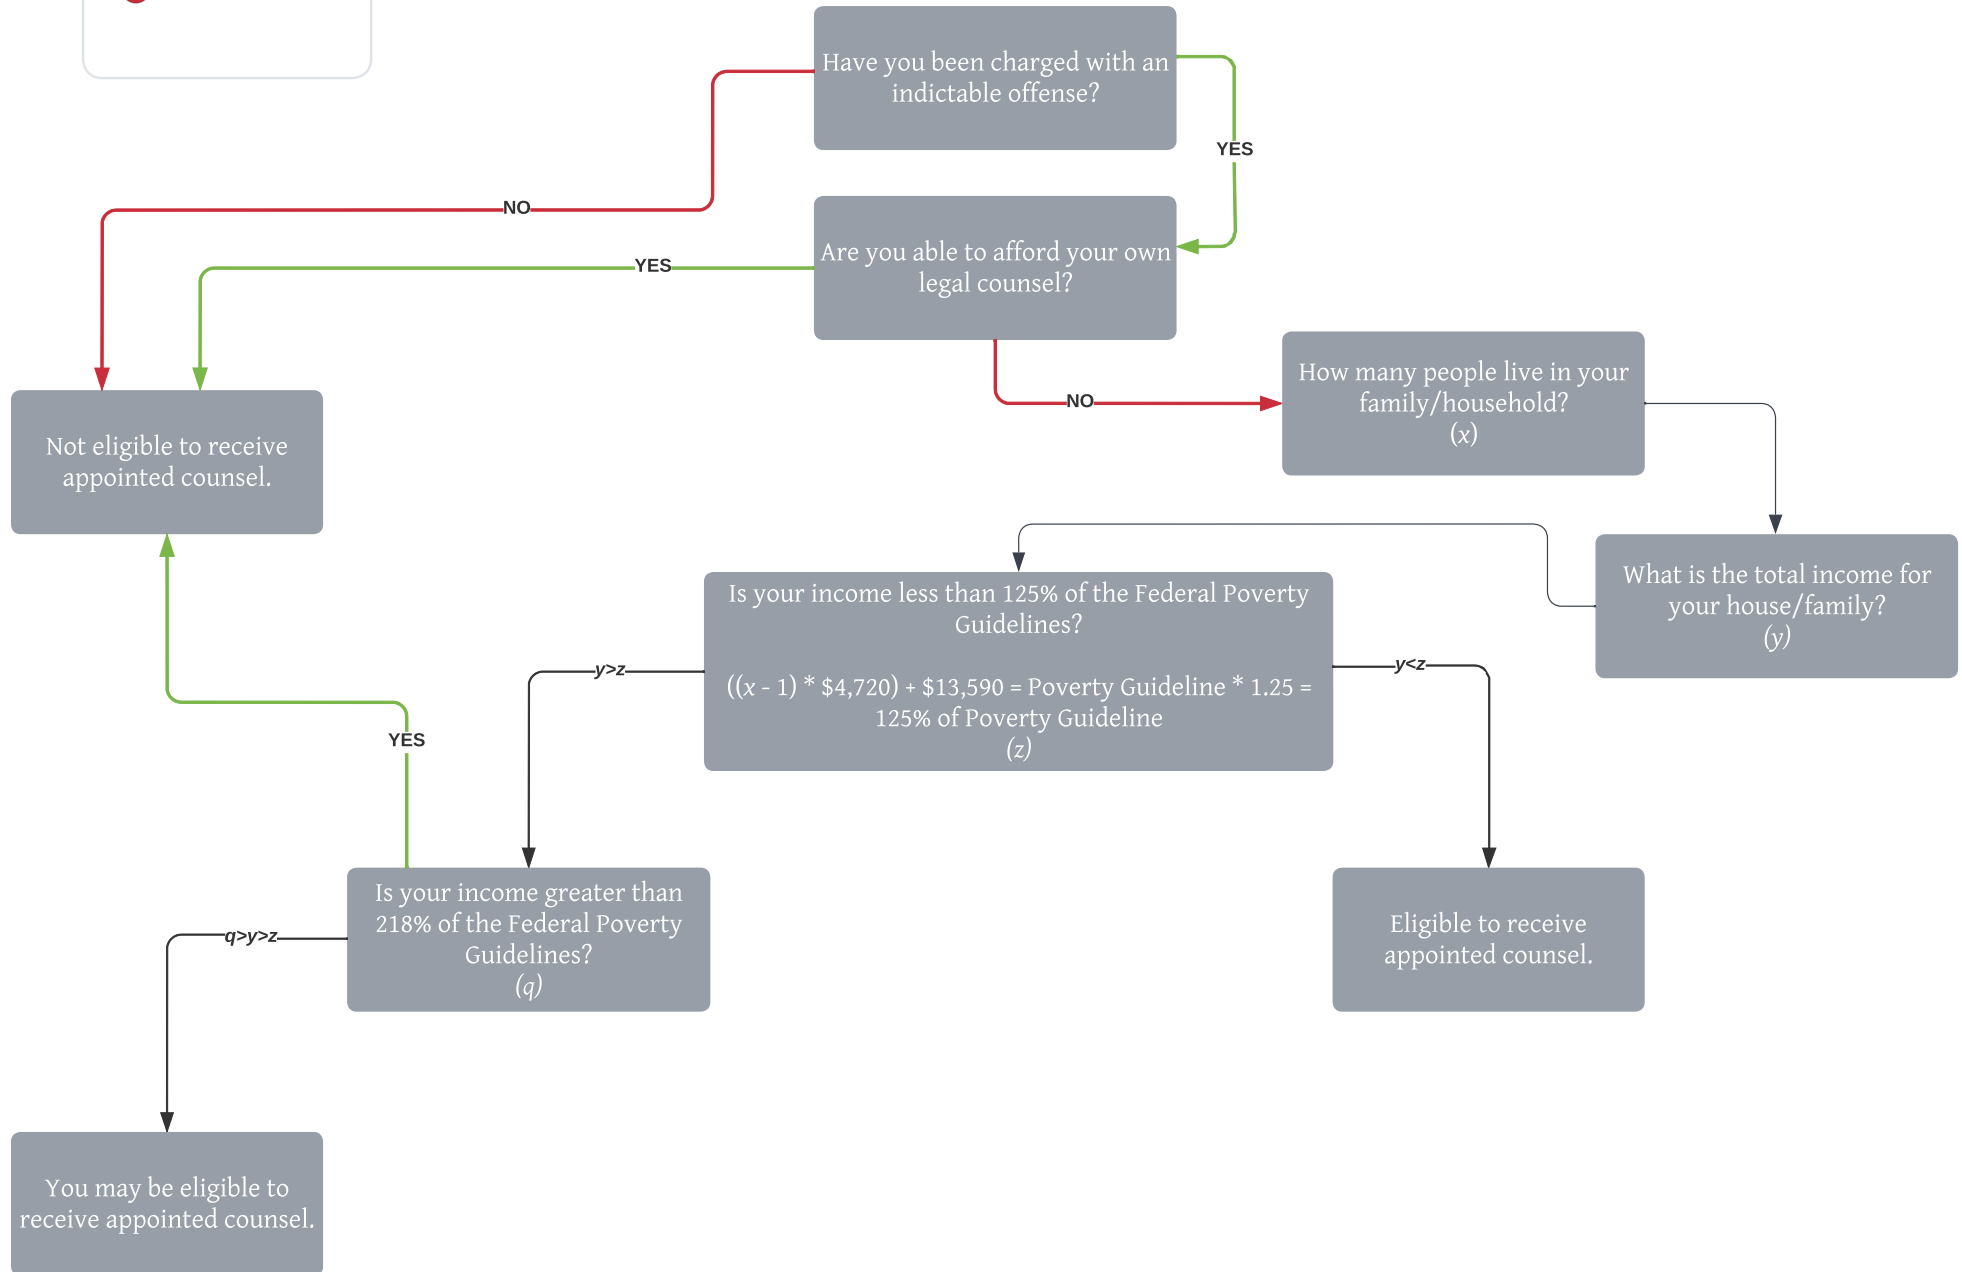 Have you been charged with an
indictable offense?
YES
NO
Are you able to afford your own
legal counsel?
YES
NO
How many people live in your
family/household?
(x)
Not eligible to receive
appointed counsel.
What is the total income for
your house/family?
(y)
Is your income less than 125% of the Federal Poverty
Guidelines?
((x - 1) * $4,720) + $13,590 = Poverty Guideline * 1.25 =
125% of Poverty Guideline
(z)
y>z
y<z
YES
Is your income greater than
218% of the Federal Poverty
Guidelines?
(q)
q>y>z
Eligible to receive
appointed counsel.
You may be eligible to
receive appointed counsel.